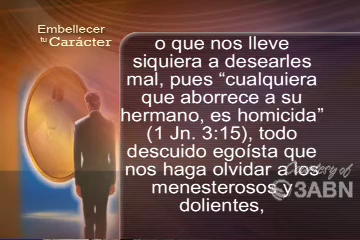 Embellecer
tu Carácter
o que nos lleve
siquiera a desearles
mal, pues “cualquiera
que aborrece a su
hermano, es homicida”
(1 Jn. 3:15), todo
descuido egoísta que
nos haga olvidar a los
menesterosos y
dolientes,
Courtesy of
3ABN